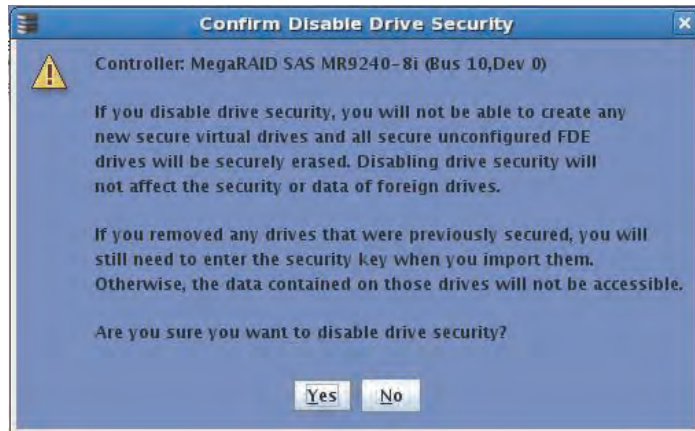 Confirm Disable Drive Security
Controller: MegaRAID SAS MR9240-8i (Bus 10,Dev 0)
If you disable drive security, you will not be able to create any
new secure virtual drives and all secure unconfigured FDE
drives will be securely erased. Disabling drive security will
not affect the security or data of foreign drives.
If you removed any drives that were previously secured, you will
still need to enter the security key when you import them.
Otherwise, the data contained on those drives will not be accessible.
Are you sure you want to disable drive security?
Yes No